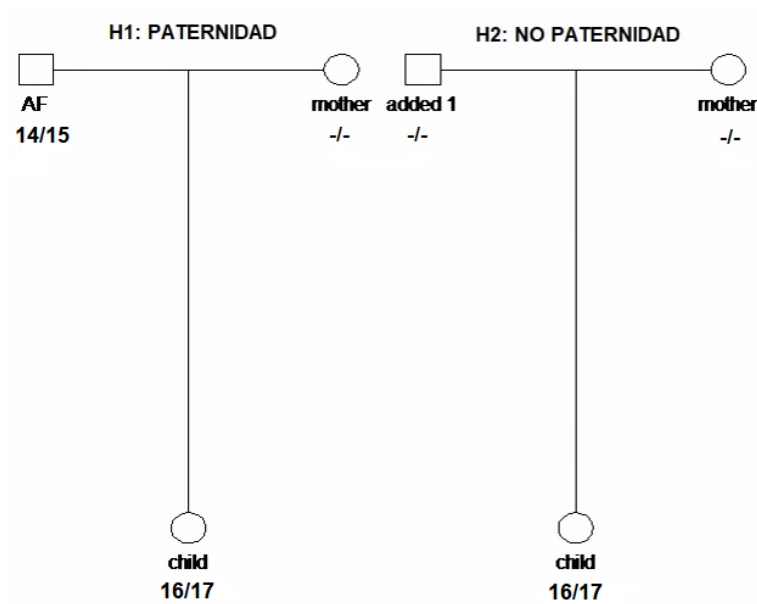 H1: PATERNIDAD
AF
14/15
mother
-/-
child
16/17
H2: NO PATERNIDAD
added 1
-/-
mother
-/-
child
16/17